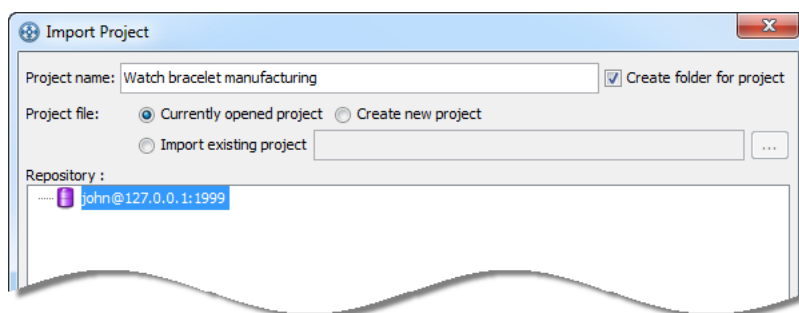 Import Project
Project name: Watch bracelet manufacturing Create folder for project
Project file: Currently opened project Create new project
Import existing project ...
Repository :
john@127.0.0.1:1999